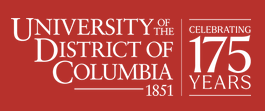 UNIVERSITY OF THE
DISTRICT OF
COLUMBIA
1851
CELEBRATING
175
YEARS